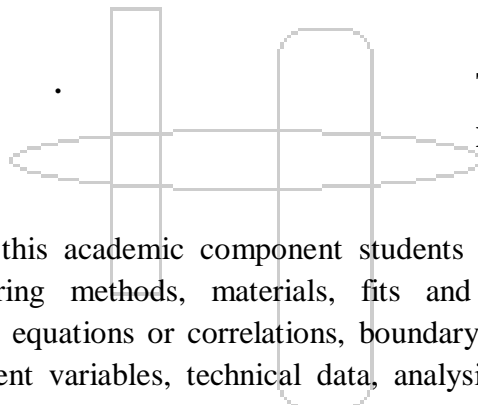 .
this academic component students
ring methods, materials, fits and
equations or correlations, boundary
ent variables, technical data, analysi